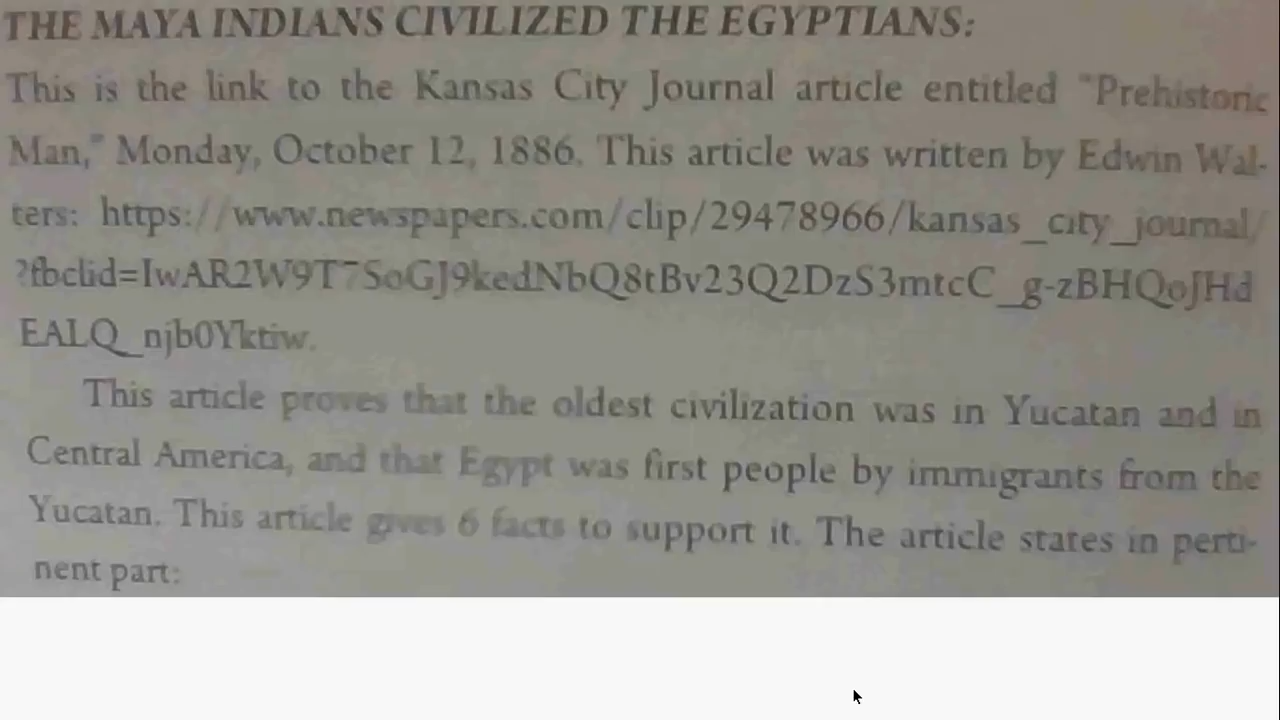 THE MAYA INDIANS CIVILIZED THE EGYPTIANS:
This is the link to the Kansas City Journal article entitled "Prehistoric
Man," Monday, October 12, 1886. This article was written by Edwin Wal-
ters: https://www.newspapers.com/clip/29478966/kansas_city_journal/
?fbclid=IwAR2W9T7SoGJ9kedNbQ8tBv23Q2DzS3mtcC_g-zBHQoJHd
EALQ_njb0Yktiw.
This article proves that the oldest civilization was in Yucatan and in
Central America, and that Egypt was first people by immigrants from the
Yucatan. This article gives 6 facts to support it. The article states in perti-
nent part: